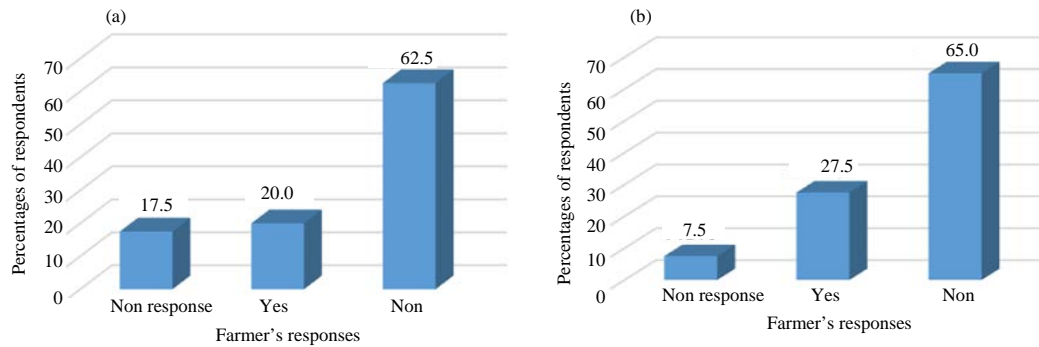 (a)
Percentages of respondents
70
60
50
40
30
20
10
0
17.5
20.0
62.5
Non response
Yes
Non
Farmer’s responses
(b)
Percentages of respondents
70
60
50
40
30
20
10
0
7.5
27.5
65.0
Non response
Yes
Non
Farmer’s responses